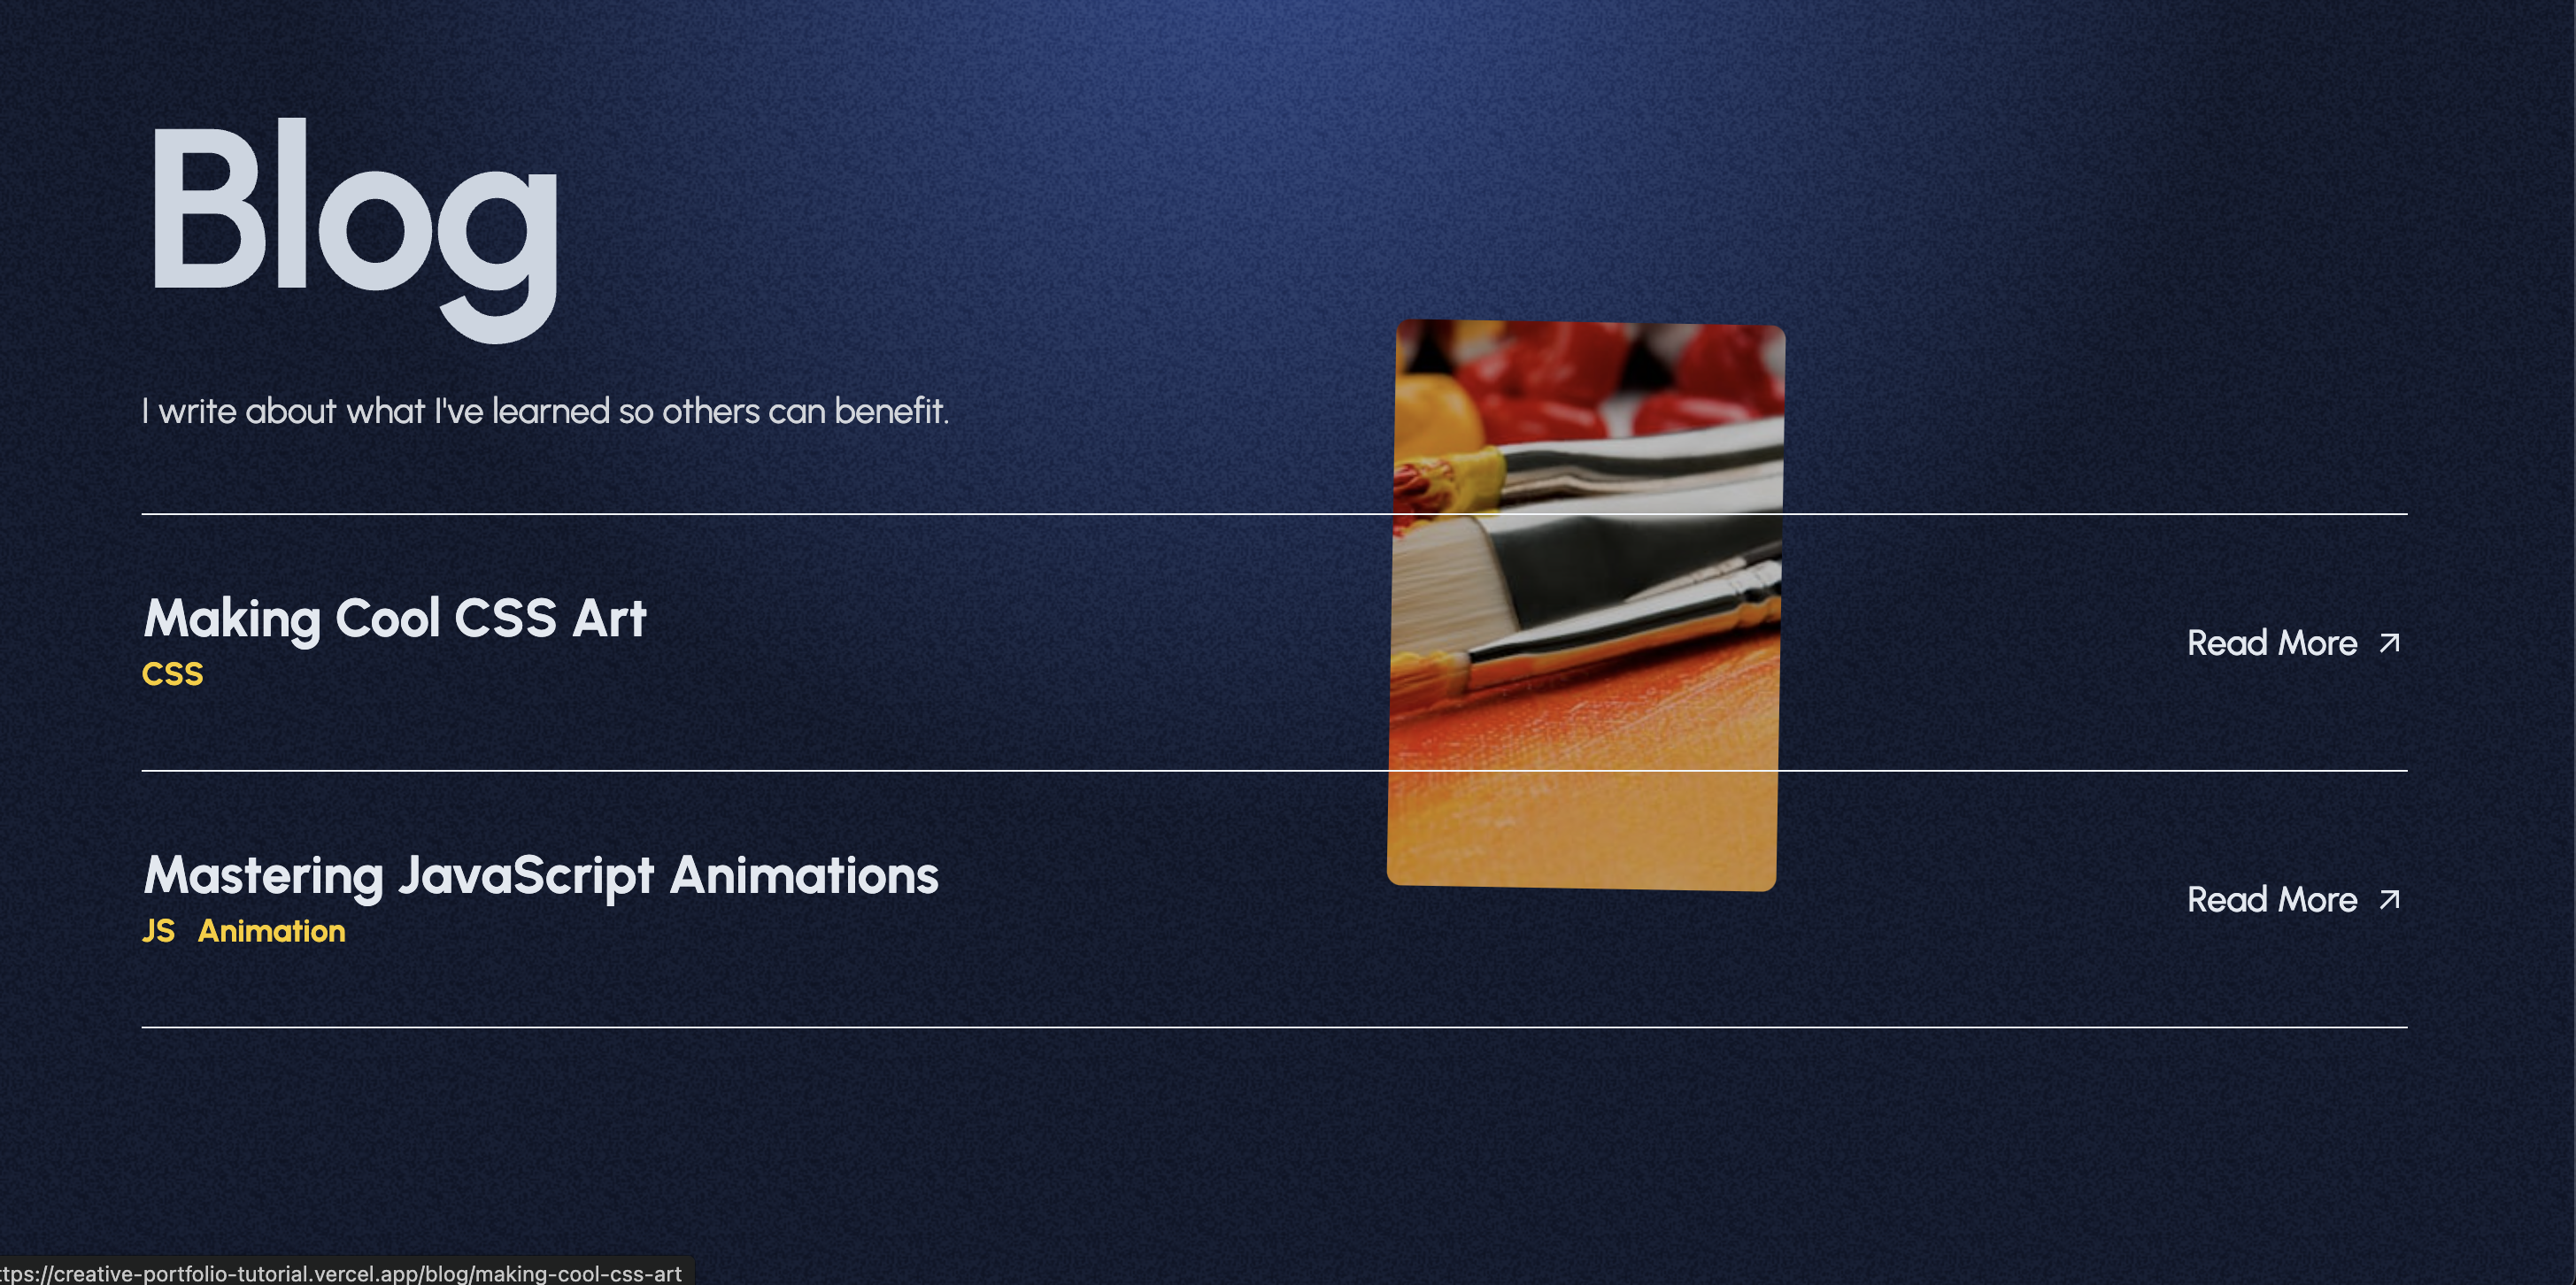 Blog
I write about what I've learned so others can benefit.
Making Cool CSS Art
CSS
Read More
Mastering JavaScript Animations
JS Animation
Read More
ttps://creative-portfolio-tutorial.vercel.app/blog/making-cool-css-art